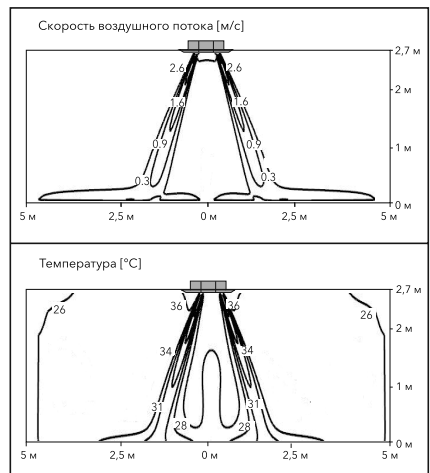 Скорость воздушного потока [м/с]
2,7 м
2.6 2.6
2 м
1.6 1.6
0.9 0.9
1 м
0.3 0.3
0 м
5 м 2,5 м 0 м 2,5 м 5 м
Температура [°C]
2,7 м
26 36 36 26
2 м
34 34
1 м
31 31
28 28
0 м
5 м 2,5 м 0 м 2,5 м 5 м